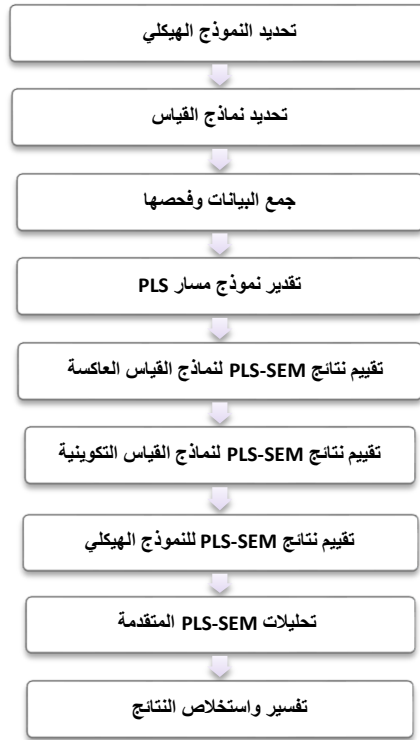 تحديد النموذج الهيكلي
تحديد نماذج القياس
جمع البيانات وفحصها
تقدير نموذج مسار PLS
تقييم نتائج PLS-SEM لنماذج القياس العاكسة
تقييم نتائج PLS-SEM لنماذج القياس التكوينية
تقييم نتائج PLS-SEM للنموذج الهيكلي
تحليلات PLS-SEM المتقدمة
تفسير واستخلاص النتائج